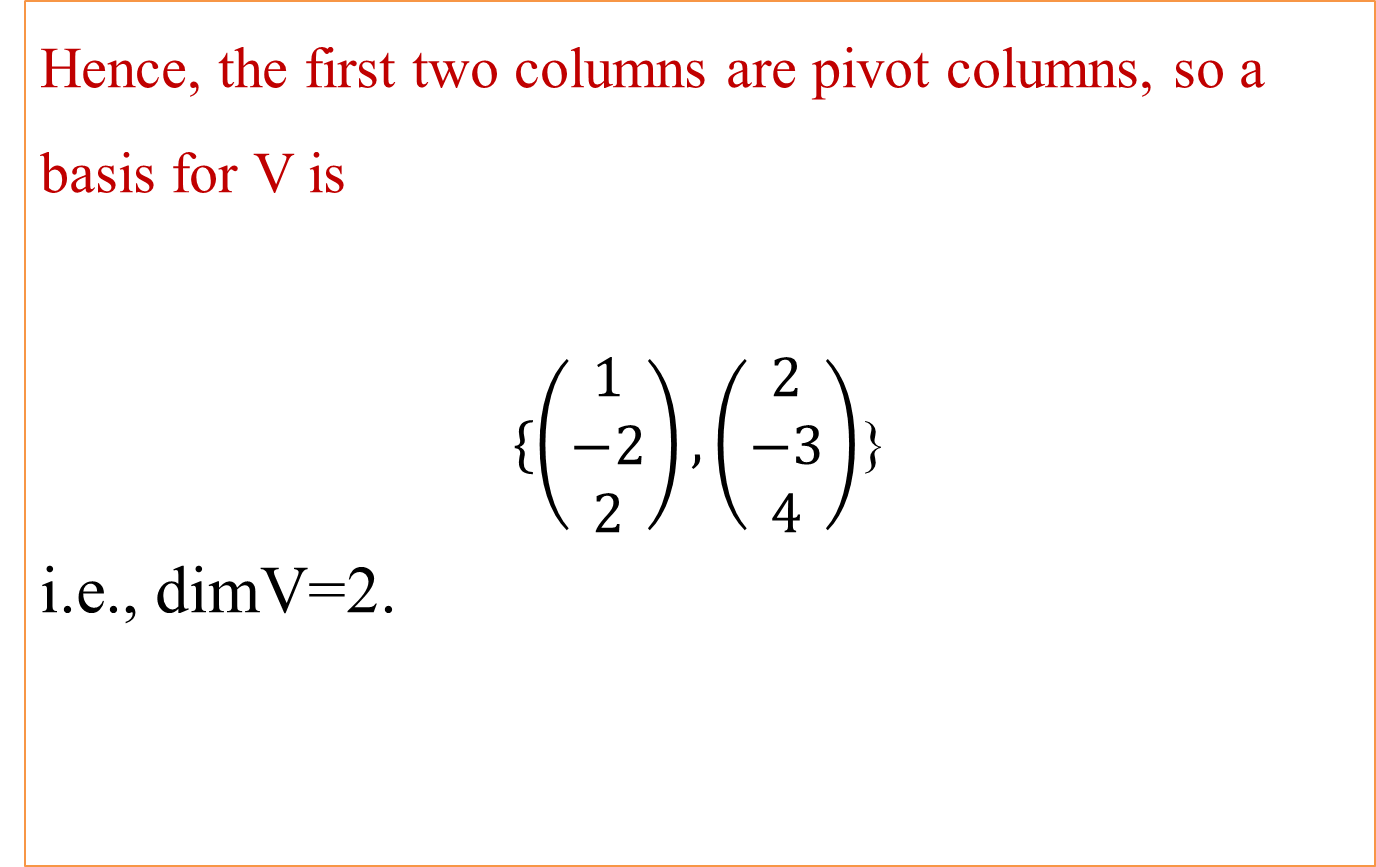 Hence, the first two columns are pivot columns, so a
basis for V is
{(1 −2 2), (2 −3 4)}
i.e., dimV=2.